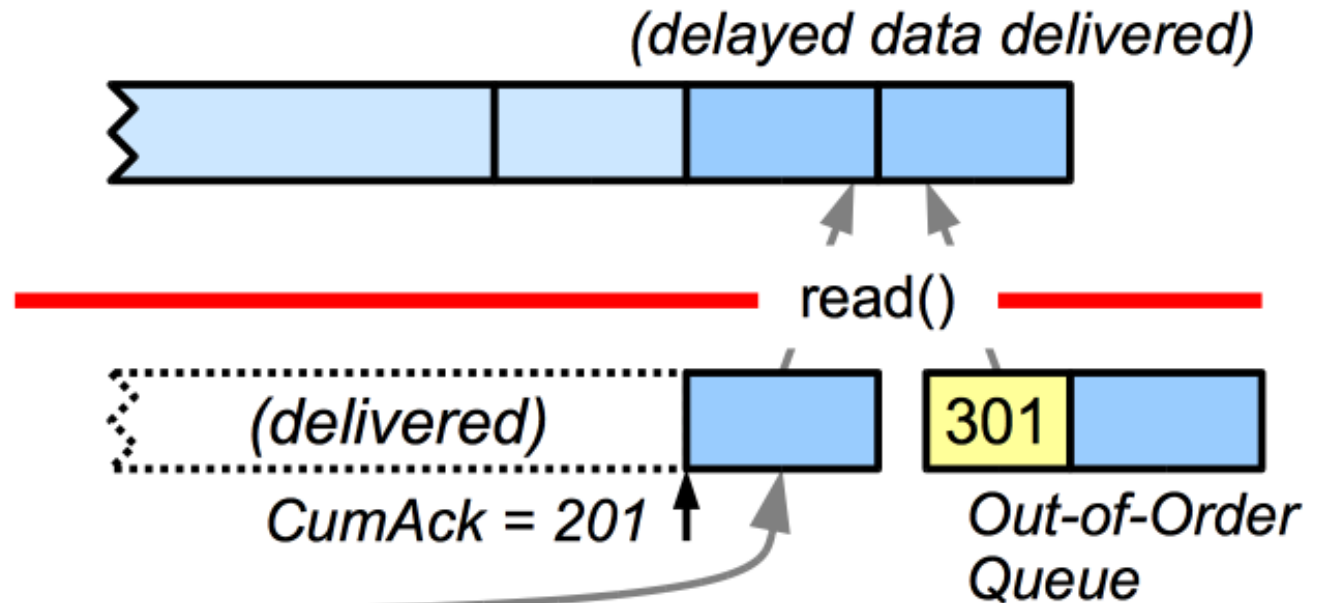 (delayed data delivered)
read()
(delivered)
301
CumAck = 201
Out-of-Order
Queue